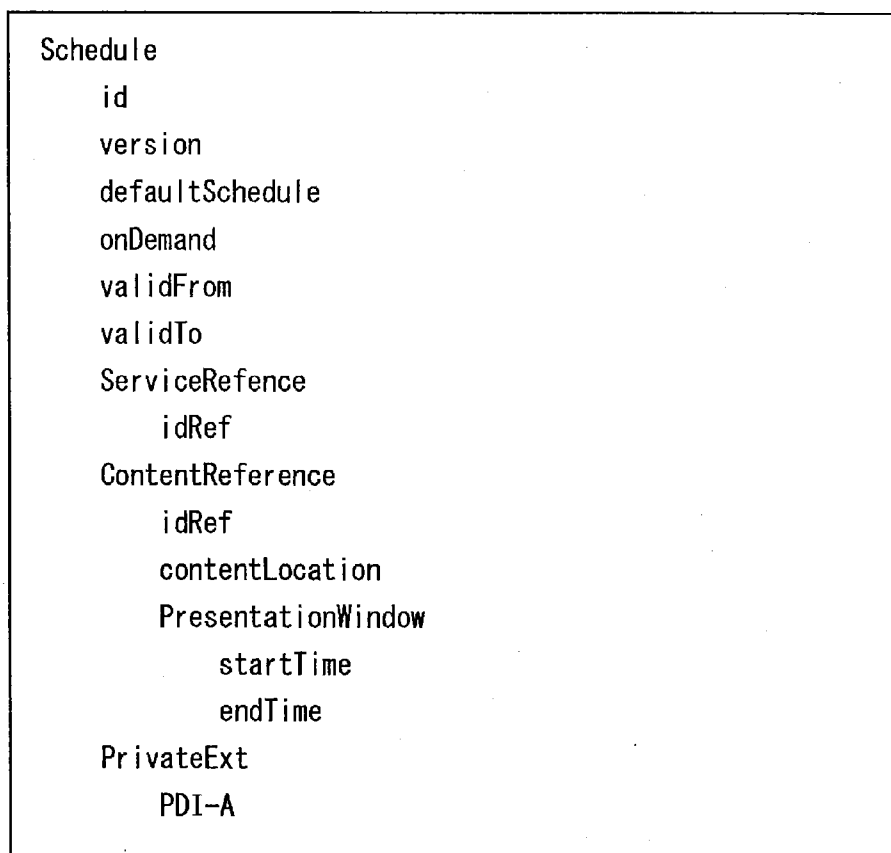 Schedule
id
version
defaultSchedule
onDemand
validFrom
validTo
ServiceRefence
idRef
ContentReference
idRef
contentLocation
PresentationWindow
startTime
endTime
PrivateExt
PDI-A